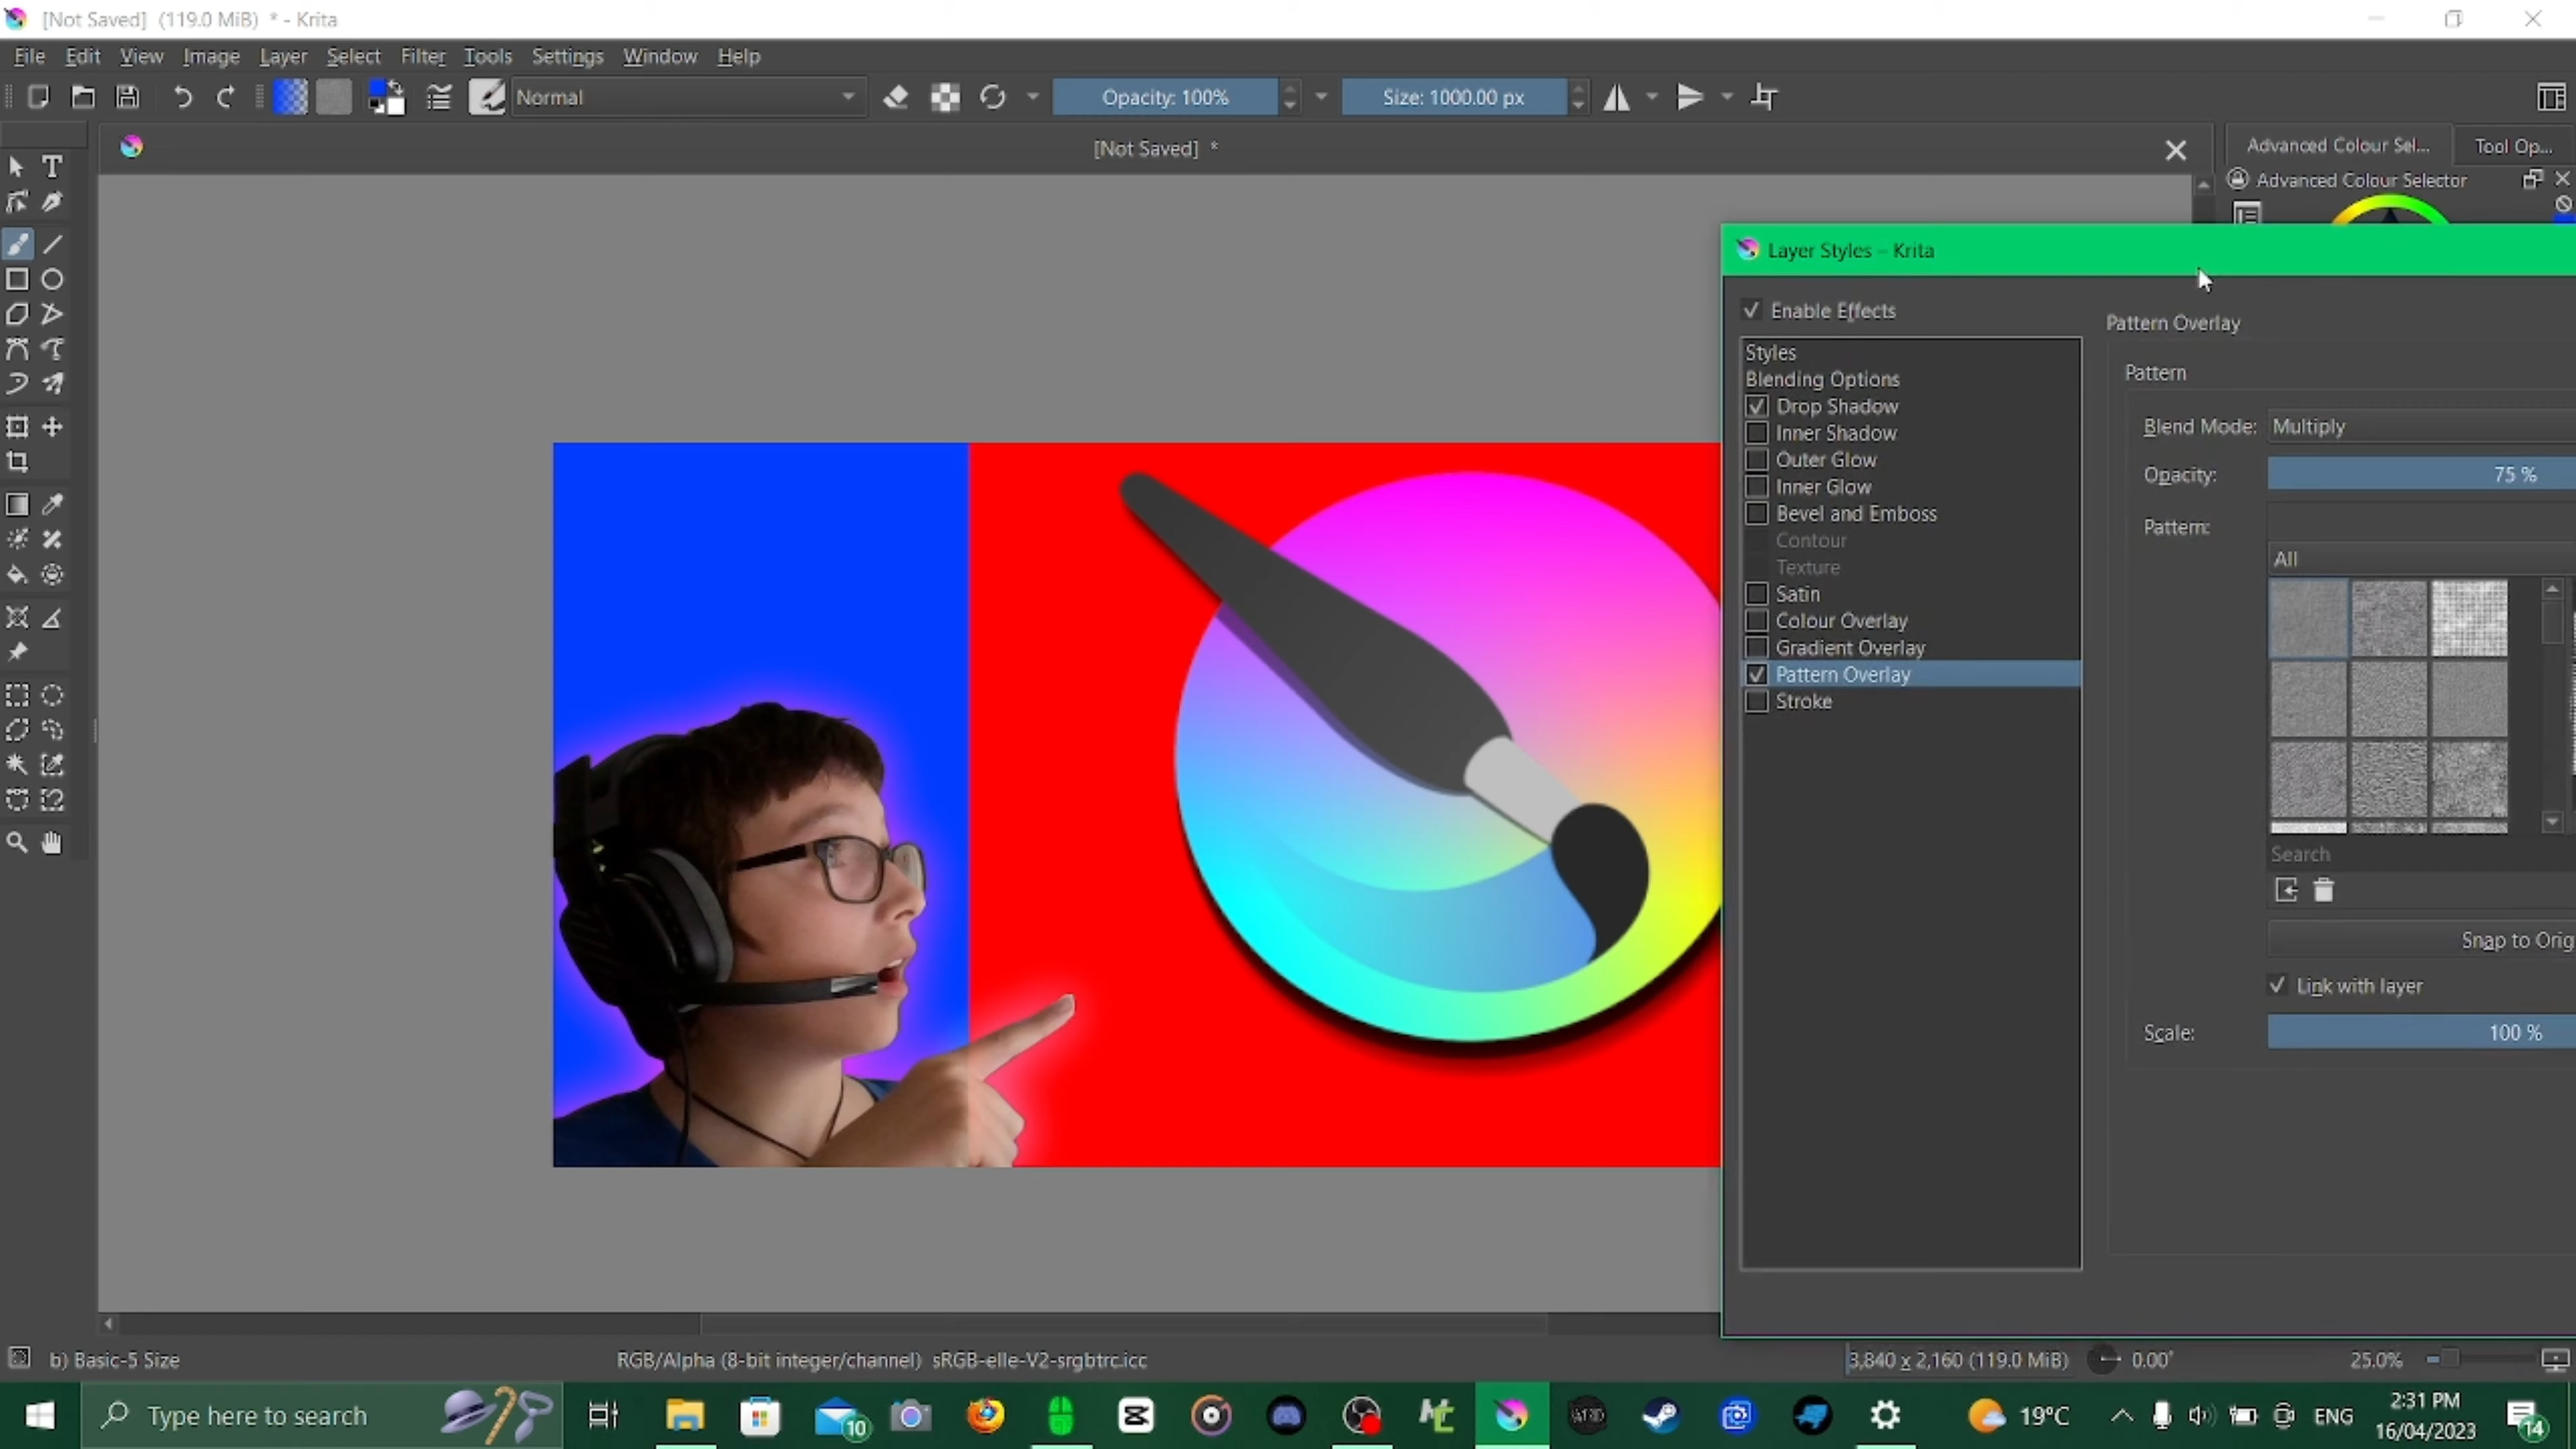 [Not Saved] (119.0 MiB) * - Krita
File Edit View Image Layer Select Filter Tools Settings Window Help
Normal
Opacity: 100%
Size: 1000.00 px
[Not Saved] *
Advanced Colour Sel...
Tool Op...
Advanced Colour Selector
Layer Styles – Krita
Enable Effects
Styles
Blending Options
Drop Shadow
Inner Shadow
Outer Glow
Inner Glow
Bevel and Emboss
Contour
Texture
Satin
Colour Overlay
Gradient Overlay
Pattern Overlay
Stroke
Pattern Overlay
Pattern
Blend Mode: Multiply
Opacity: 75 %
Pattern:
All
Search
Snap to Orig
Link with layer
Scale: 100 %
b) Basic-5 Size
RGB/Alpha (8-bit integer/channel) sRGB-elle-V2-srgbtrc.icc
3,840 x 2,160 (119.0 MiB)
0.00°
25.0%
Type here to search
10
19°C
ENG
2:31 PM
16/04/2023
14